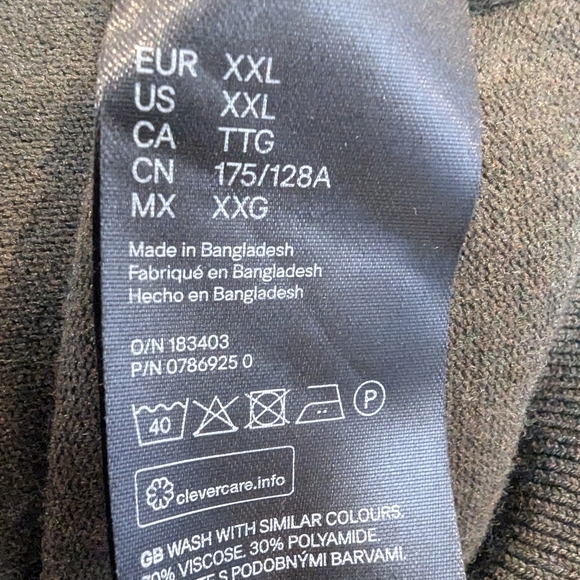 EUR XXL
US XXL
CA TTG
CN 175/128A
MX XXG
Made in Bangladesh
Fabriqué en Bangladesh
Hecho en Bangladesh
O/N 183403
P/N 0786925 0
40
P
clevercare.info
GB WASH WITH SIMILAR COLOURS.
VISCOSE. 30% POLYAMIDE.
S PODOBNÝMI BARVAMI.